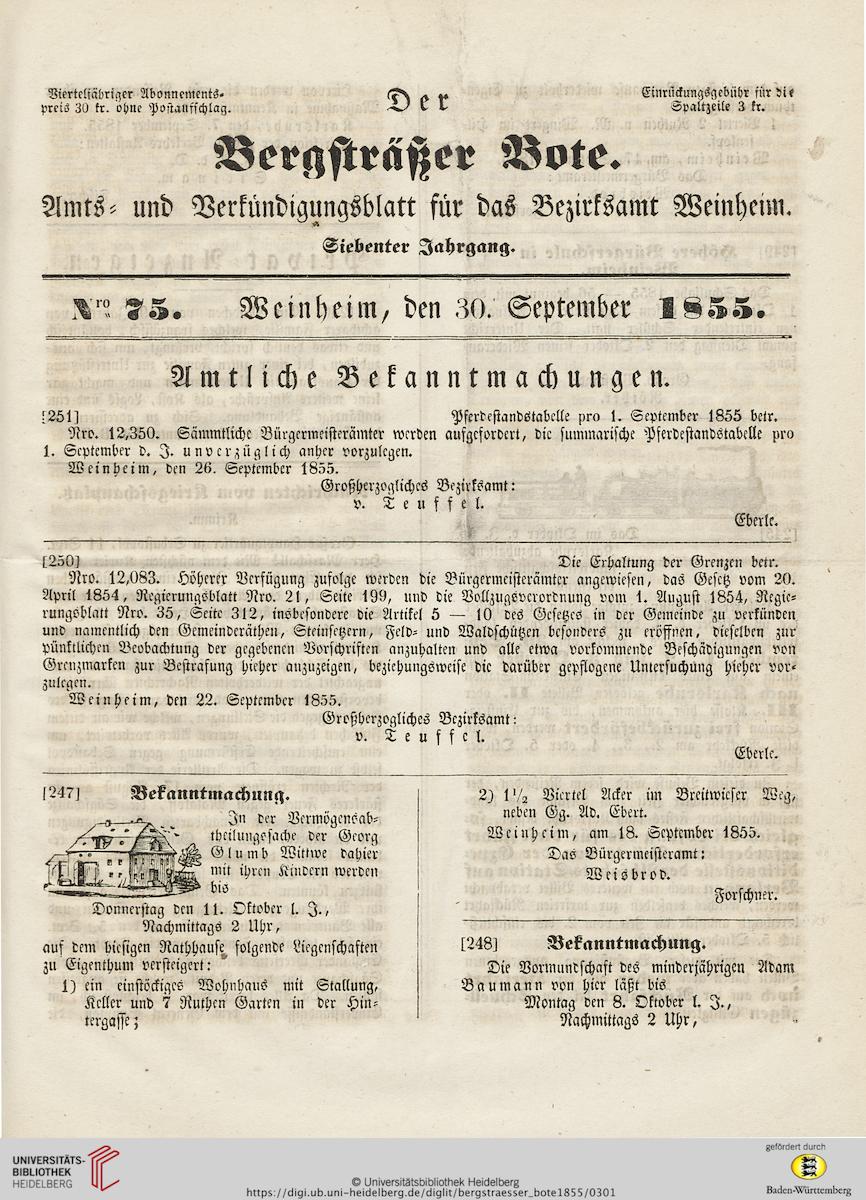 Vierteljähriger Abonnements-
preis 30 kr. ohne Postaufschlag.
Der
Einrückungsgebühr für die
Spaltzeile 3 kr.
Bergsträßer Bote.
Amts- und Verkündigungsblatt für das Bezirksamt Weinheim.
Siebenter Jahrgang.
Nro 75. Weinheim, den 30. September 1855.
Amtliche Bekanntmachungen.
[251] Pferdestandstabelle pro 1. September 1855 betr.
Nro. 12,350. Sämmtliche Bürgermeisterämter werden aufgefordert, die summarische Pferdestandstabelle pro
1. September d. J. unverzüglich anher vorzulegen.
Weinheim, den 26. September 1855.
Großherzogliches Bezirksamt:
v. Teuffel.
Eberle.
[250] Die Erhaltung der Grenzen betr.
Nro. 12,083. Höherer Verfügung zufolge werden die Bürgermeisterämter angewiesen, das Gesetz vom 20.
April 1854, Regierungsblatt Nro. 21, Seite 199, und die Vollzugsverordnung vom 1. August 1854, Regie-
rungsblatt Nro. 35, Seite 312, insbesondere die Artikel 5 — 10 des Gesetzes in der Gemeinde zu verkünden
und namentlich den Gemeinderäthen, Steinsetzern, Feld- und Waldschützen besonders zu eröffnen, dieselben zur
pünktlichen Beobachtung der gegebenen Vorschriften anzuhalten und alle etwa vorkommende Beschädigungen von
Grenzmarken zur Bestrafung hieher anzuzeigen, beziehungsweise die darüber gepflogene Untersuchung hieher vor-
zulegen.
Weinheim, den 22. September 1855.
Großherzogliches Bezirksamt:
v. Teuffel.
Eberle.
[247] Bekanntmachung.
In der Vermögensab-
theilungssache der Georg
Glumb Wittwe dahier
mit ihren Kindern werden
bis
Donnerstag den 11. Oktober l. J.,
Nachmittags 2 Uhr,
auf dem hiesigen Rathhause folgende Liegenschaften
zu Eigenthum versteigert:
1) ein einstöckiges Wohnhaus mit Stallung,
Keller und 7 Ruthen Garten in der Hin-
tergasse;
2) 1 1/2 Viertel Acker im Breitwieser Weg,
neben Gg. Ad. Ebert.
Weinheim, am 18. September 1855.
Das Bürgermeisteramt:
Weisbrod.
Forschner.
[248] Bekanntmachung.
Die Vormundschaft des minderjährigen Adam
Baumann von hier läßt bis
Montag den 8. Oktober l. J.,
Nachmittags 2 Uhr,
UNIVERSITÄTS-
BIBLIOTHEK
HEIDELBERG
© Universitätsbibliothek Heidelberg
https://digi.ub.uni-heidelberg.de/diglit/bergstraesser_bote1855/0301
gefördert durch
Baden-Württemberg